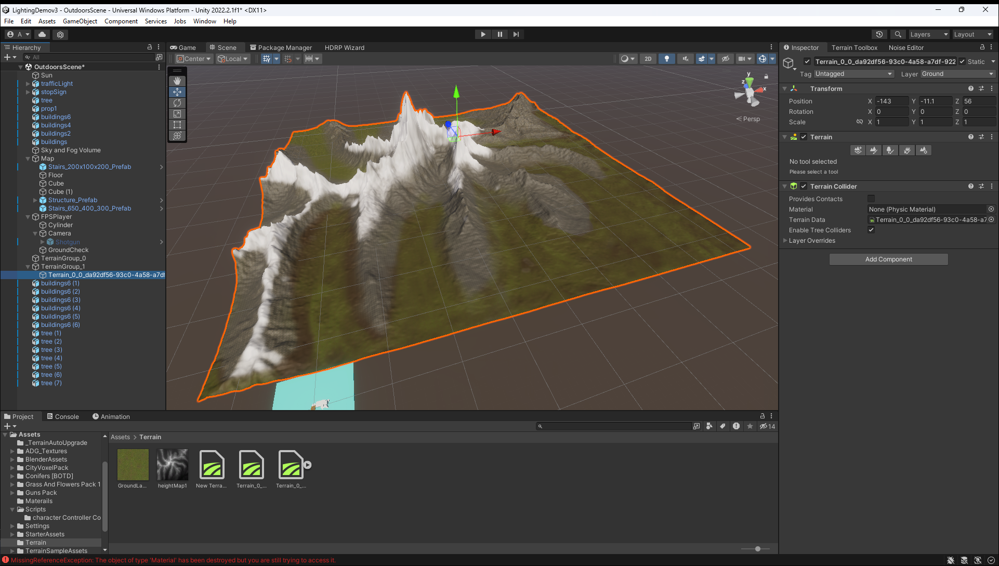 LightingDemov3 - OutdoorsScene - Universal Windows Platform - Unity 2022.2.1f1* <DX11>
File Edit Assets GameObject Component Services Jobs Window Help
A Layers Layout
Hierarchy
All
OutdoorsScene*
Sun
trafficLight
stopSign
tree
prop1
buildings6
buildings4
buildings2
buildings
Sky and Fog Volume
Map
Stairs_200x100x200_Prefab
Floor
Cube
Cube (1)
Structure_Prefab
Stairs_650_400_300_Prefab
FPSPlayer
Cylinder
Camera
Shotgun
GroundCheck
TerrainGroup_0
TerrainGroup_1
Terrain_0_0_da92df56-93c0-4a58-a7df
buildings6 (1)
buildings6 (2)
buildings6 (3)
buildings6 (4)
buildings6 (5)
buildings6 (6)
tree (1)
tree (2)
tree (3)
tree (4)
tree (5)
tree (6)
tree (7)
Game Scene Package Manager HDRP Wizard
Center Local 2D
y
z x
Persp
Inspector Terrain Toolbox Noise Editor
Terrain_0_0_da92df56-93c0-4a58-a7df-922 Static
Tag Untagged Layer Ground
Transform
Position X -143 Y -11.1 Z 56
Rotation X 0 Y 0 Z 0
Scale X 1 Y 1 Z 1
Terrain
No tool selected
Please select a tool
Terrain Collider
Provides Contacts
Material None (Physic Material)
Terrain Data Terrain_0_0_da92df56-93c0-4a58-a7
Enable Tree Colliders
Layer Overrides
Add Component
Project Console Animation
14
Assets
_TerrainAutoUpgrade
ADG_Textures
BlenderAssets
CityVoxelPack
Conifers [BOTD]
Grass And Flowers Pack 1
Guns Pack
Materails
Scripts
character Controller Co
Settings
StarterAssets
Terrain
TerrainSampleAssets
Assets > Terrain
GroundLa... heightMap1 New Terra... Terrain_0_... Terrain_0_...
MissingReferenceException: The object of type 'Material' has been destroyed but you are still trying to access it.